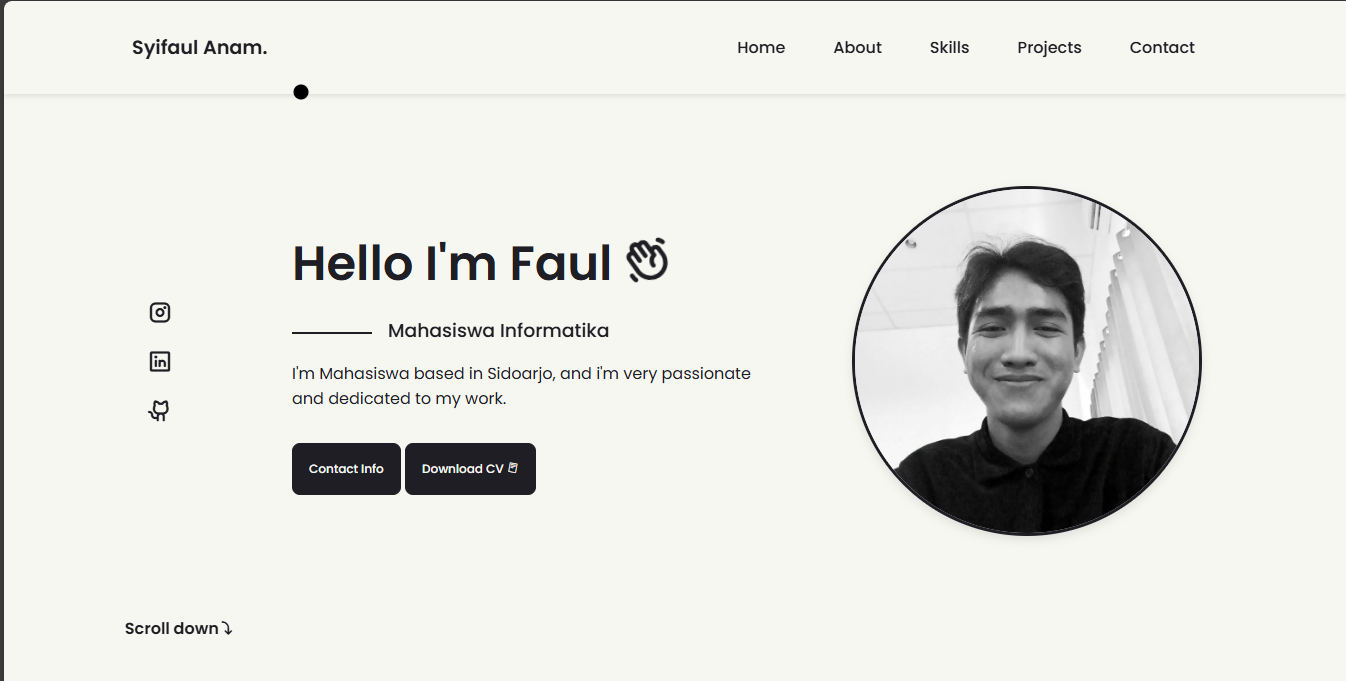 Syifaul Anam.
Home About Skills Projects Contact
Hello I'm Faul
Mahasiswa Informatika
I'm Mahasiswa based in Sidoarjo, and i'm very passionate
and dedicated to my work.
Contact Info
Download CV
Scroll down